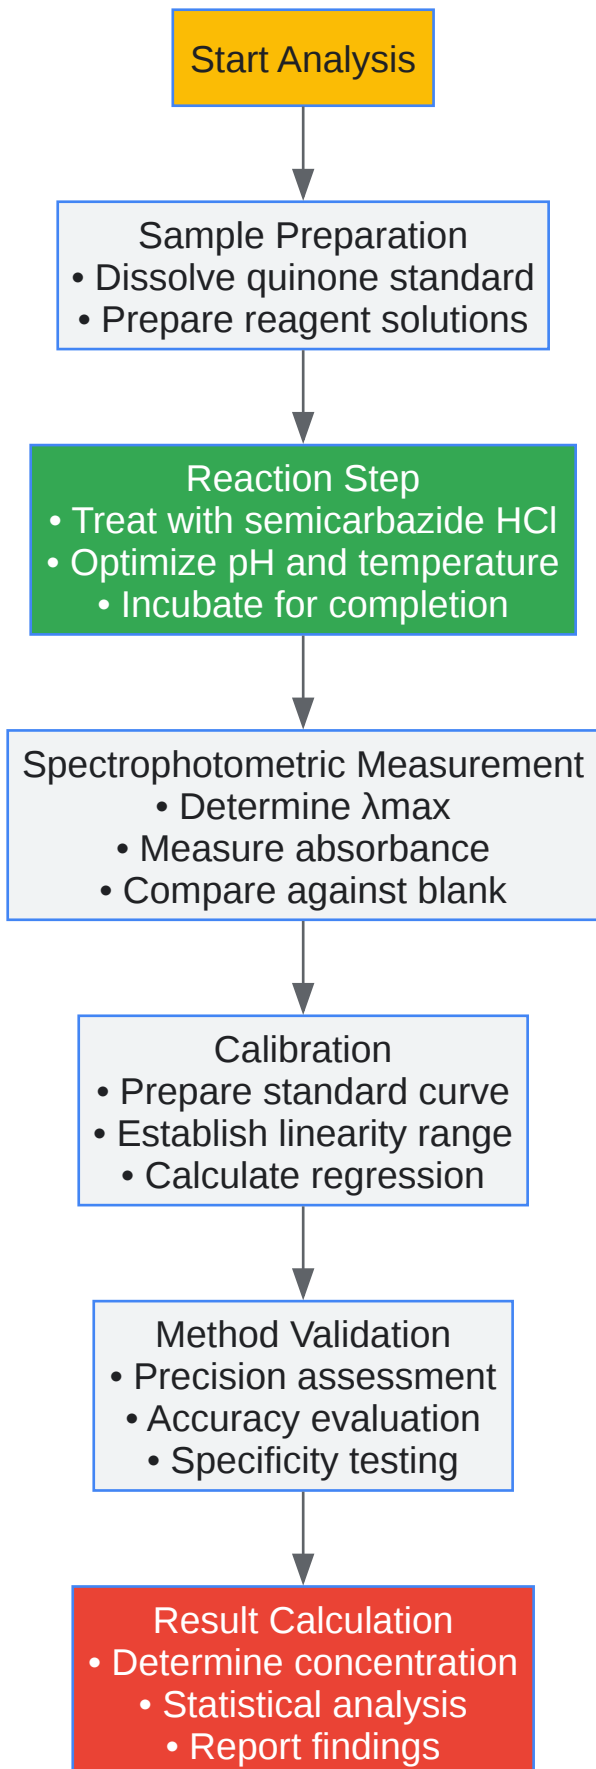 Start Analysis
Sample Preparation
• Dissolve quinone standard
• Prepare reagent solutions
Reaction Step
• Treat with semicarbazide HCl
• Optimize pH and temperature
• Incubate for completion
Spectrophotometric Measurement
• Determine λmax
• Measure absorbance
• Compare against blank
Calibration
• Prepare standard curve
• Establish linearity range
• Calculate regression
Method Validation
• Precision assessment
• Accuracy evaluation
• Specificity testing
Result Calculation
• Determine concentration
• Statistical analysis
• Report findings